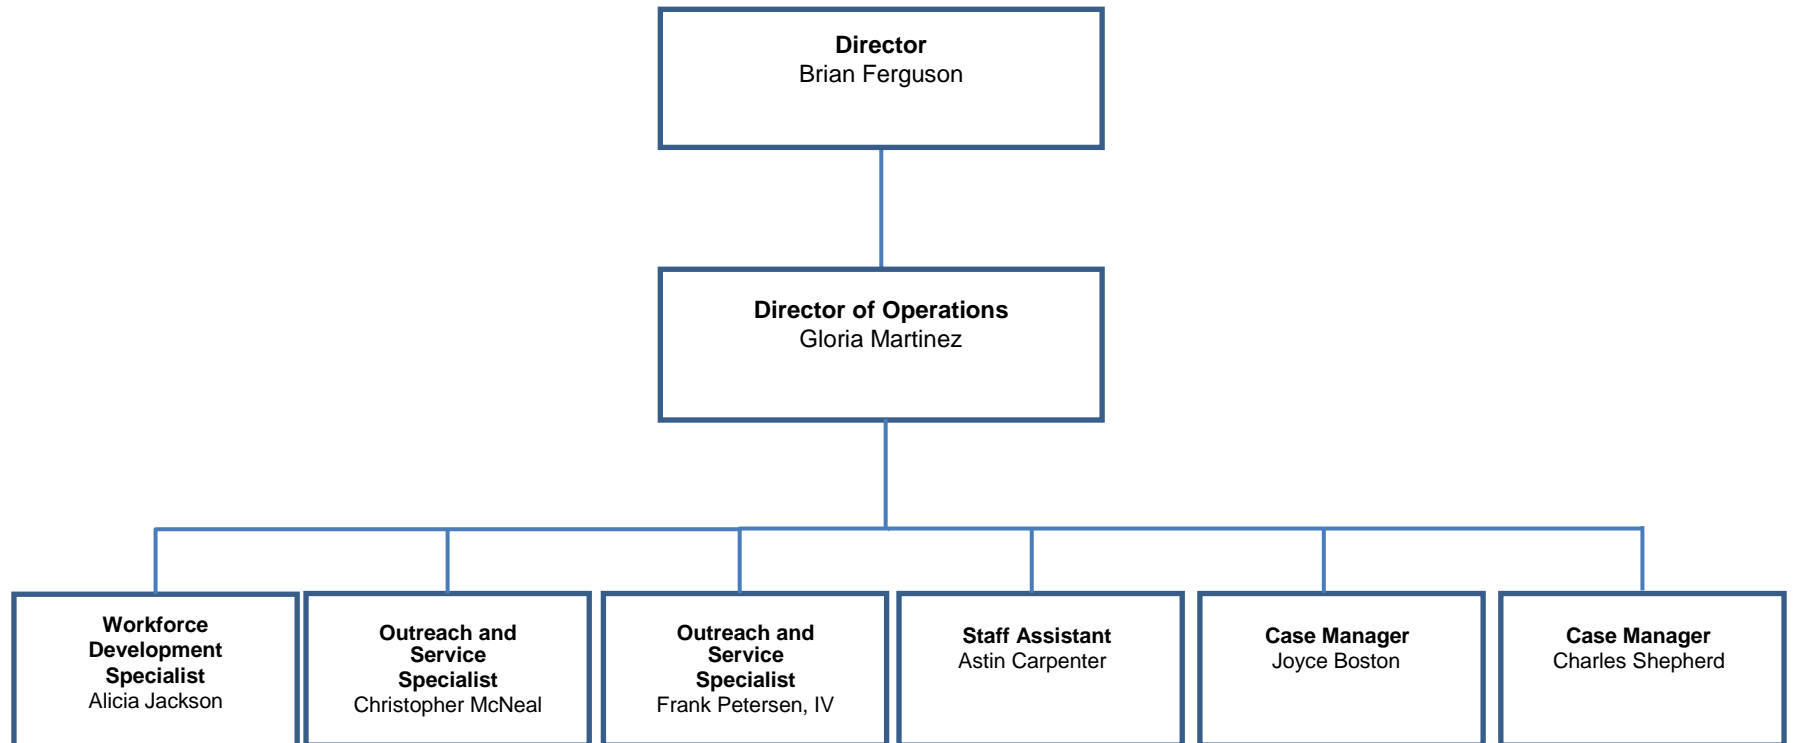 Director
Brian Ferguson
Director of Operations
Gloria Martinez
Workforce
Development
Specialist
Alicia Jackson
Outreach and
Service
Specialist
Christopher McNeal
Outreach and
Service
Specialist
Frank Petersen, IV
Staff Assistant
Astin Carpenter
Case Manager
Joyce Boston
Case Manager
Charles Shepherd